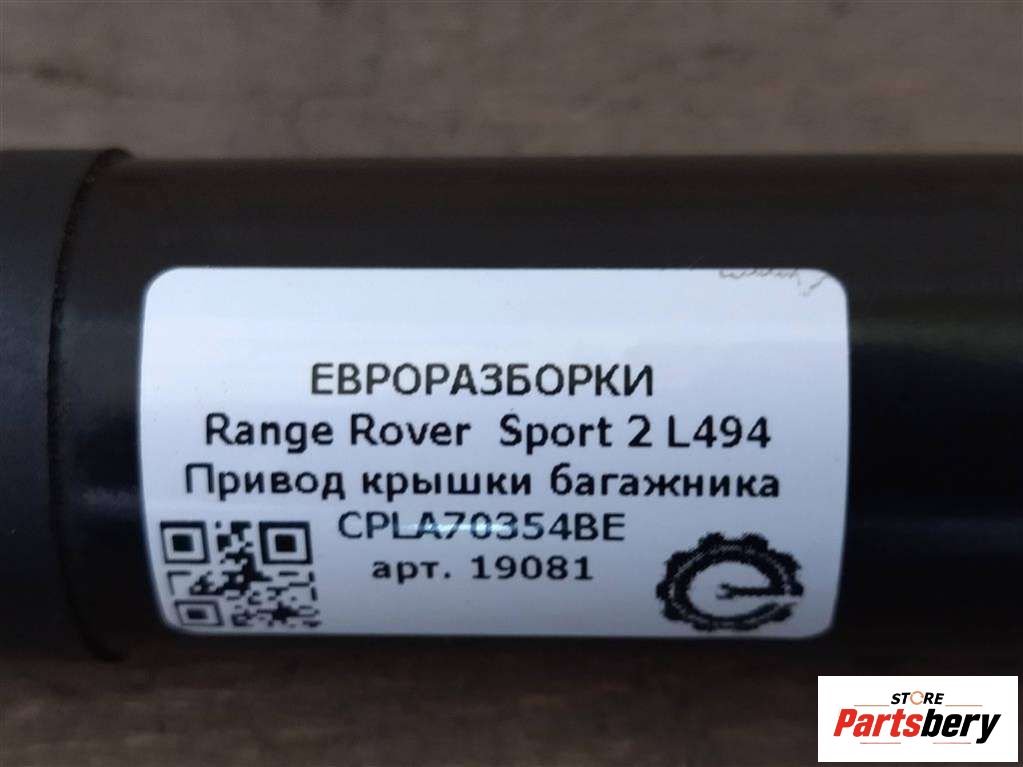 ЕВРОРАЗБОРКИ
Range Rover Sport 2 L494
Привод крышки багажника
CPLA70354BE
арт. 19081
STORE
Partsbery